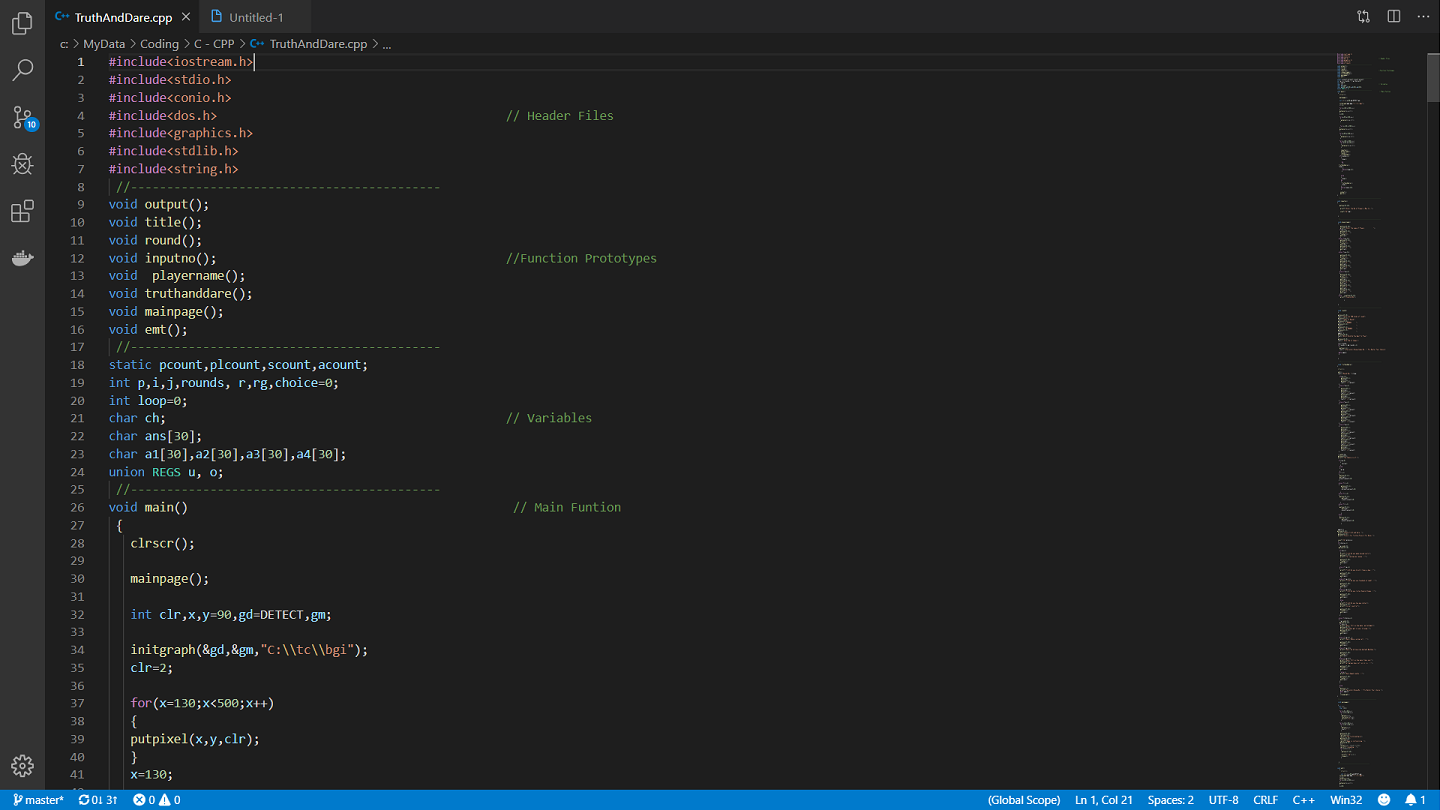 TruthAndDare.cpp
Untitled-1
c: > MyData > Coding > C - CPP > TruthAndDare.cpp > ...
1 #include<iostream.h>
2 #include<stdio.h>
3 #include<conio.h>
4 #include<dos.h> // Header Files
5 #include<graphics.h>
6 #include<stdlib.h>
7 #include<string.h>
8 //-------------------------------------------
9 void output();
10 void title();
11 void round();
12 void inputno(); //Function Prototypes
13 void  playername();
14 void truthanddare();
15 void mainpage();
16 void emt();
17 //-------------------------------------------
18 static pcount,plcount,scount,acount;
19 int p,i,j,rounds, r,rg,choice=0;
20 int loop=0;
21 char ch; // Variables
22 char ans[30];
23 char a1[30],a2[30],a3[30],a4[30];
24 union REGS u, o;
25 //-------------------------------------------
26 void main() // Main Funtion
27 {
28 clrscr();
29
30 mainpage();
31
32 int clr,x,y=90,gd=DETECT,gm;
33
34 initgraph(&gd,&gm,"C:\\tc\\bgi");
35 clr=2;
36
37 for(x=130;x<500;x++)
38 {
39 putpixel(x,y,clr);
40 }
41 x=130;
10
master* 0↓ 3↑ 0 0 (Global Scope) Ln 1, Col 21 Spaces: 2 UTF-8 CRLF C++ Win32 1